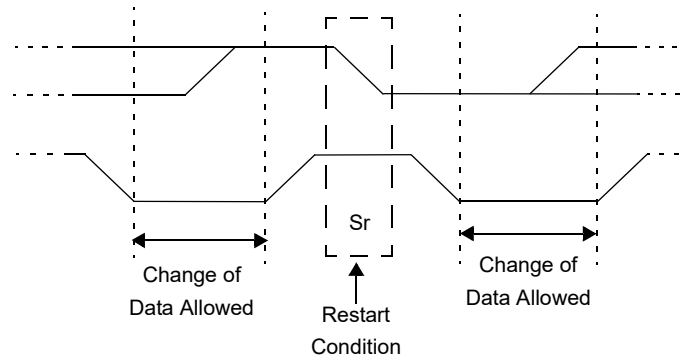 Sr
Change of
Data Allowed
Restart
Condition
Change of
Data Allowed